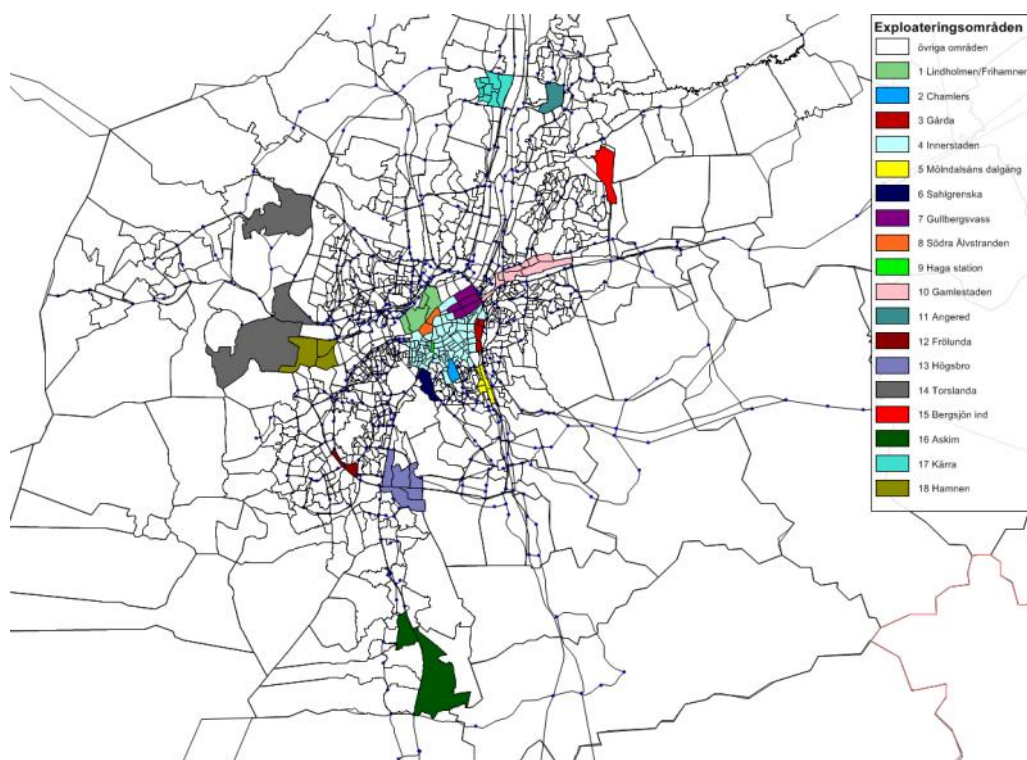 Exploateringsområden
övriga områden
1 Lindholmen/Frihamnen
2 Chamlers
3 Gårda
4 Innerstaden
5 Mölndalsåns dalgång
6 Sahlgrenska
7 Gullbergsvass
8 Södra Älvstranden
9 Haga station
10 Gamlestaden
11 Angered
12 Frölunda
13 Högsbro
14 Torslanda
15 Bergsjön ind
16 Askim
17 Kärra
18 Hamnen